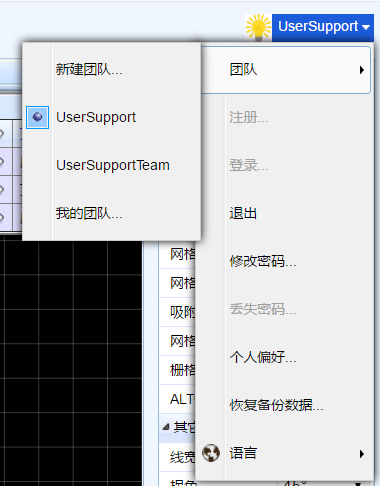 UserSupport
新建团队...
UserSupport
UserSupportTeam
我的团队...
团队
注册...
登录...
退出
修改密码...
丢失密码...
个人偏好...
恢复备份数据...
语言
网格
网格
吸附
网格
栅格
ALT
其它
线宽
拐角
45°